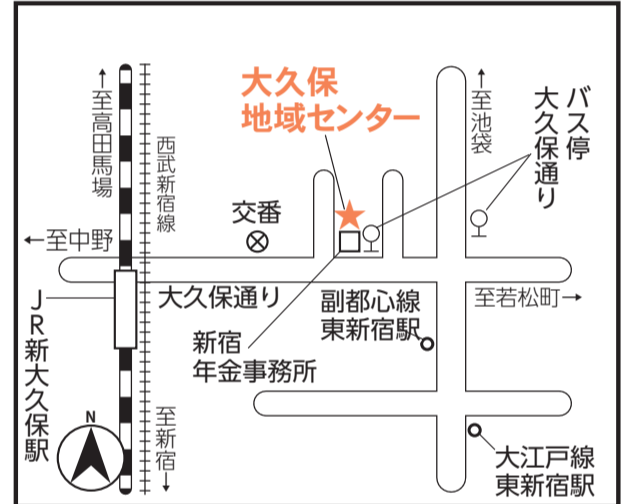 大久保
地域センター
↑至高田馬場
西武新宿線
↑至池袋
バス停
大久保通り
交番
←至中野
大久保通り
副都心線
東新宿駅
至若松町→
JR新大久保駅
新宿
年金事務所
N
至新宿↓
大江戸線
東新宿駅